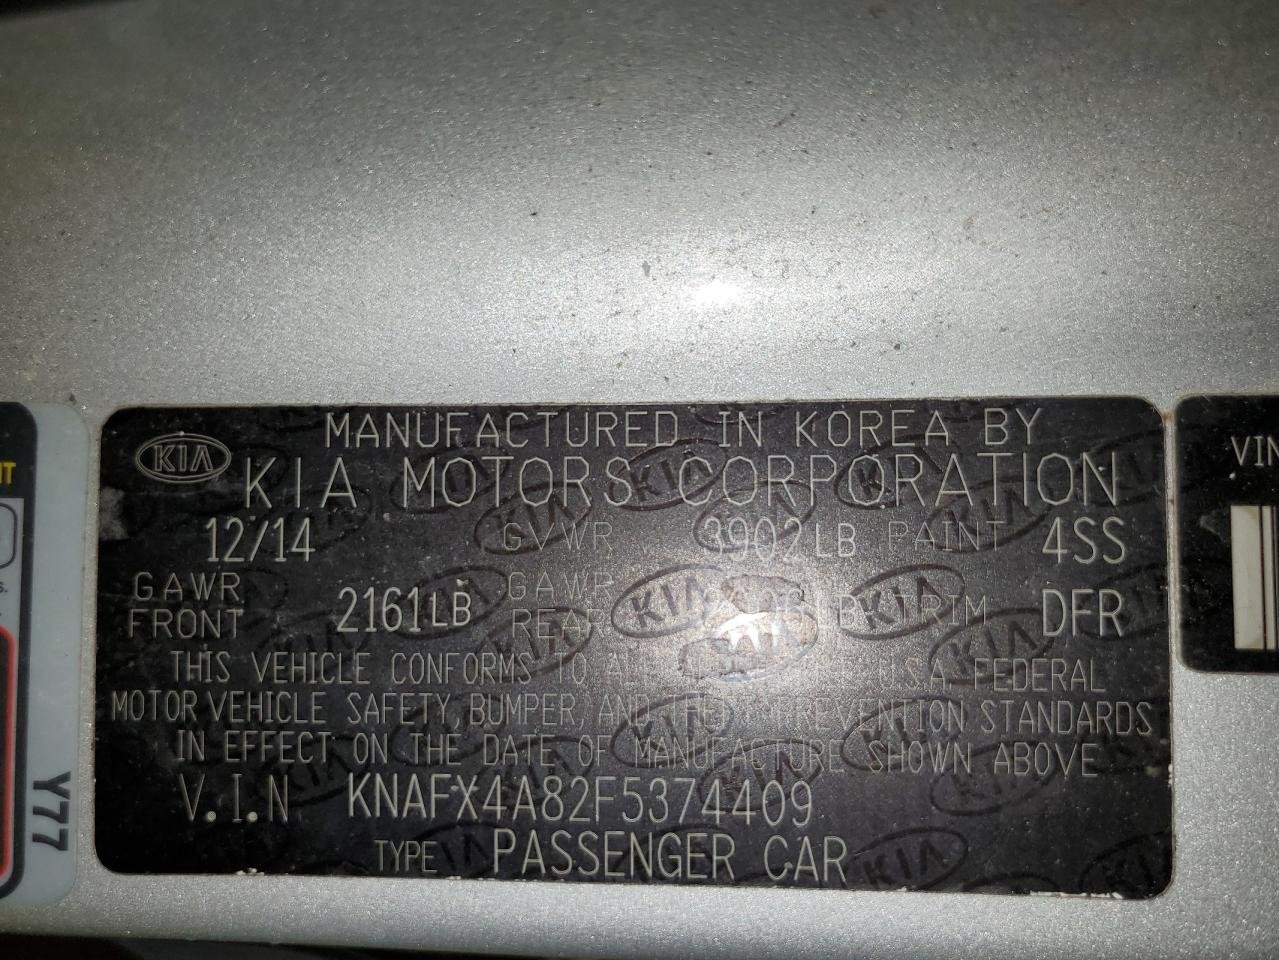 MANUFACTURED IN KOREA BY
KIA KIA MOTORS CORPORATION
12/14 GVWR 3902LB PAINT 4SS
GAWR FRONT 2161LB GAWR REAR TRIM DFR
THIS VEHICLE CONFORMS TO ALL U.S.A. FEDERAL
MOTOR VEHICLE SAFETY, BUMPER, AND THEFT PREVENTION STANDARDS
IN EFFECT ON THE DATE OF MANUFACTURE SHOWN ABOVE
V.I.N KNAFX4A82F5374409
TYPE PASSENGER CAR
Y77
VIN